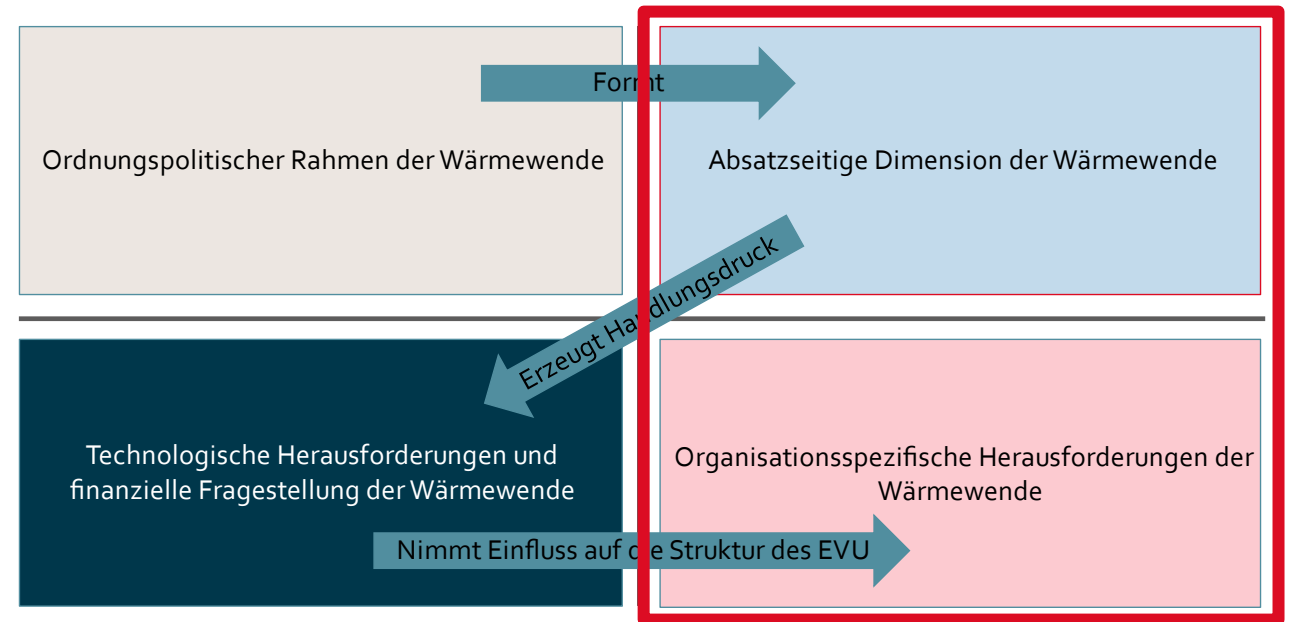 Formt
Ordnungspolitischer Rahmen der Wärmewende
Absatzseitige Dimension der Wärmewende
Erzeugt Handlungsdruck
Technologische Herausforderungen und
finanzielle Fragestellung der Wärmewende
Organisationsspezifische Herausforderungen der
Wärmewende
Nimmt Einfluss auf die Struktur des EVU